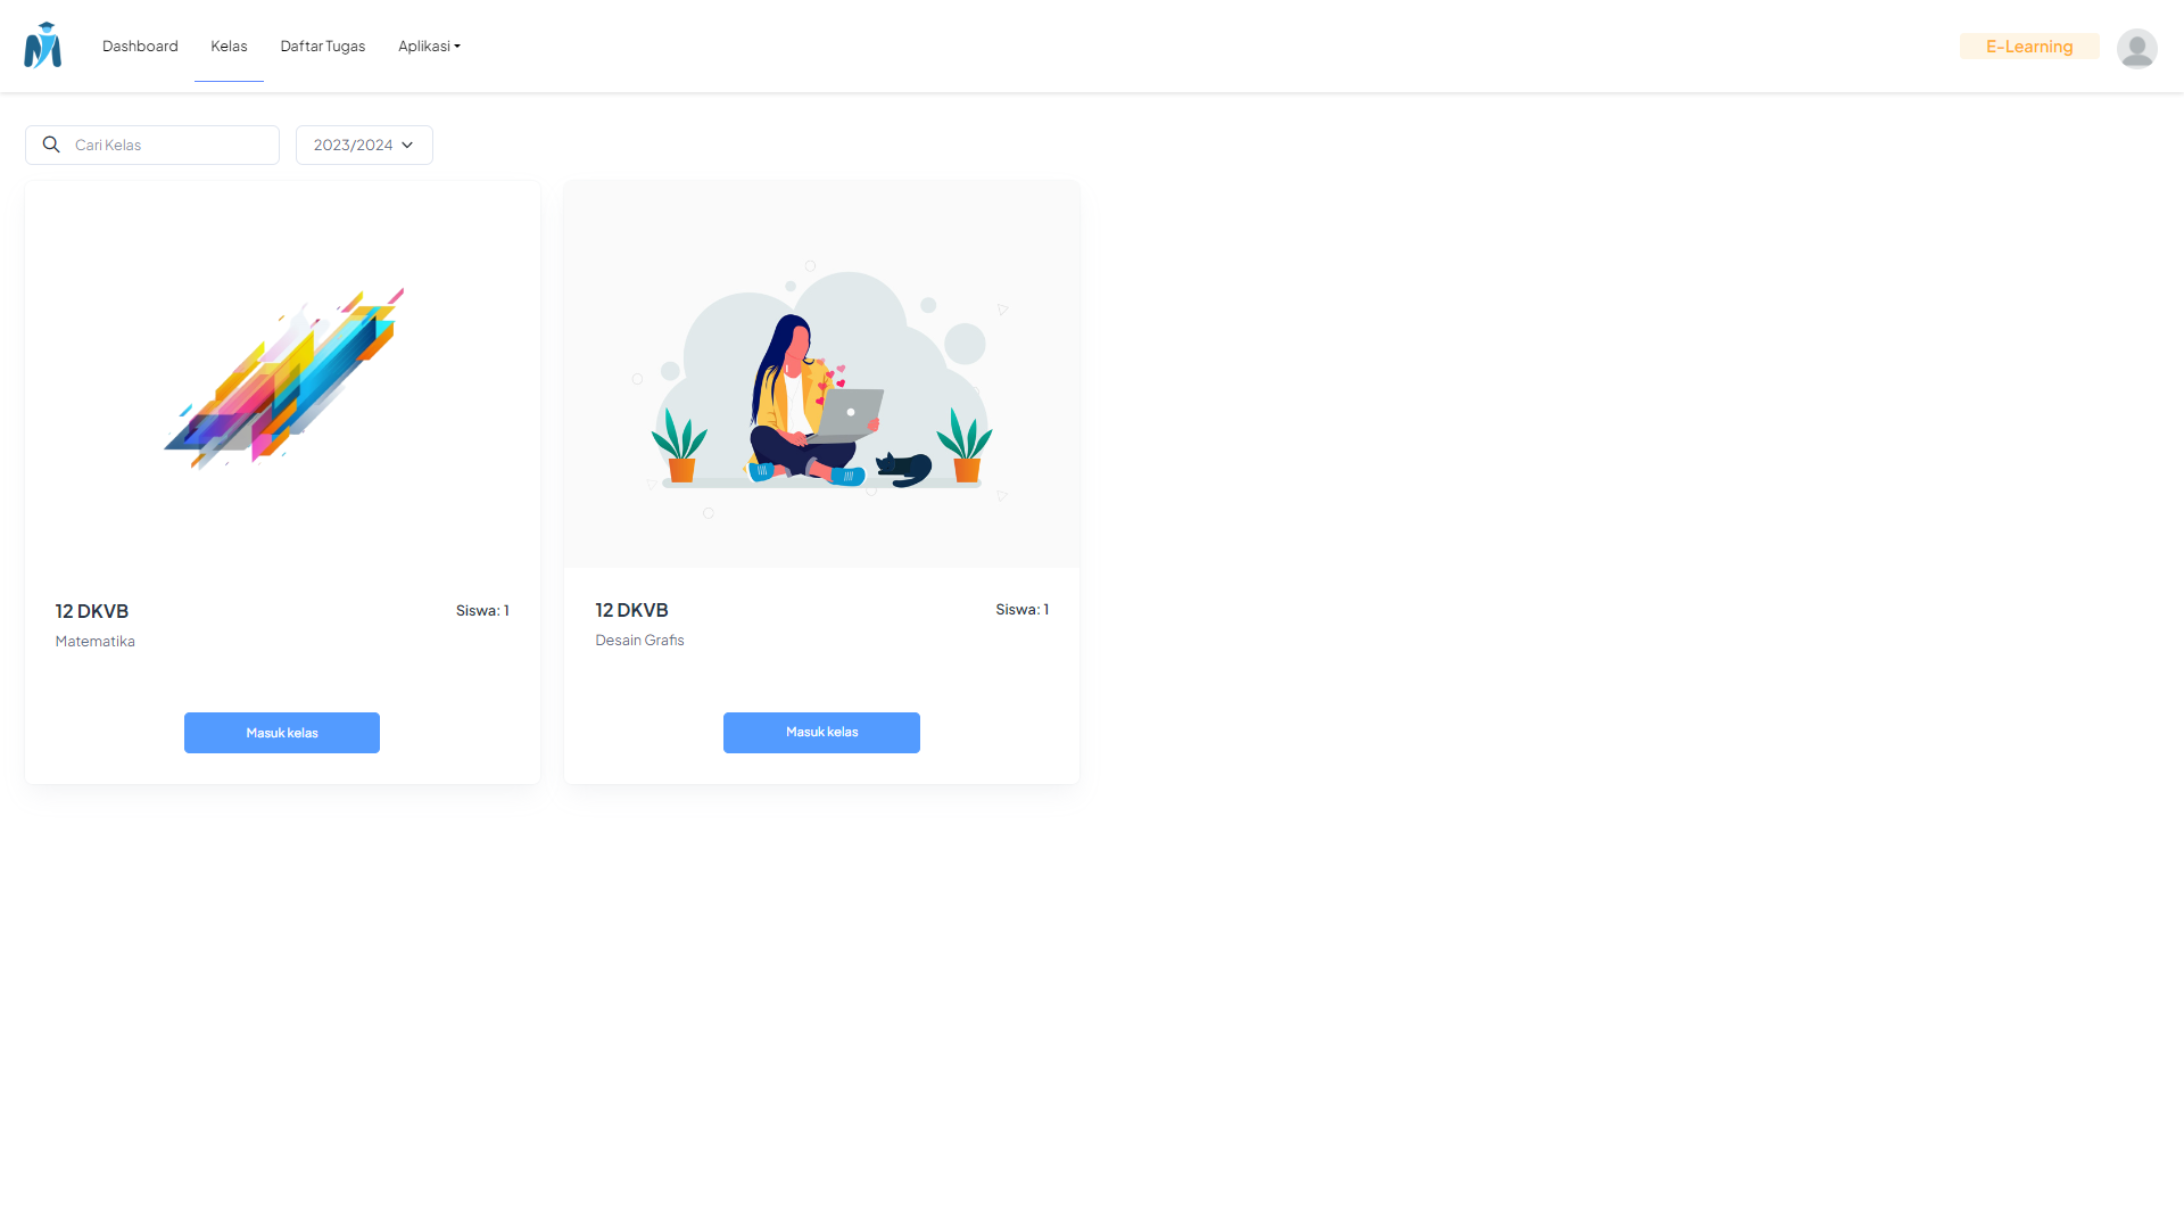 Dashboard
Kelas
Daftar Tugas
Aplikasi
E-Learning
Cari Kelas
2023/2024
12 DKVB
Siswa: 1
Matematika
Masuk kelas
12 DKVB
Siswa: 1
Desain Grafis
Masuk kelas